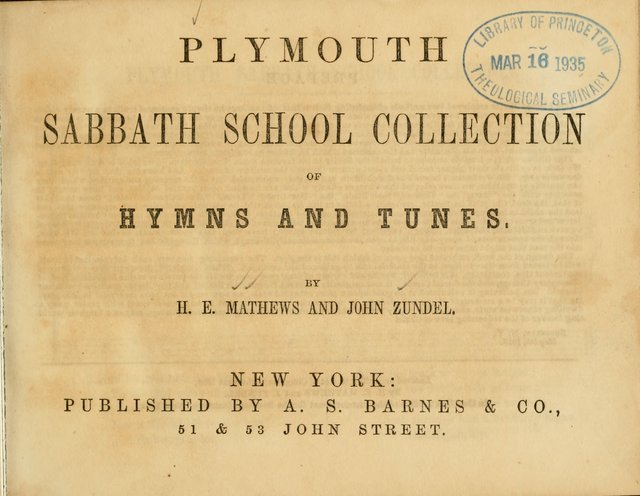 PLYMOUTH
SABBATH SCHOOL COLLECTION
OF
HYMNS AND TUNES.
BY
H. E. MATHEWS AND JOHN ZUNDEL.
NEW YORK:
PUBLISHED BY A. S. BARNES & CO.,
51 & 53 JOHN STREET.
LIBRARY OF PRINCETON
MAR 16 1935
THEOLOGICAL SEMINARY